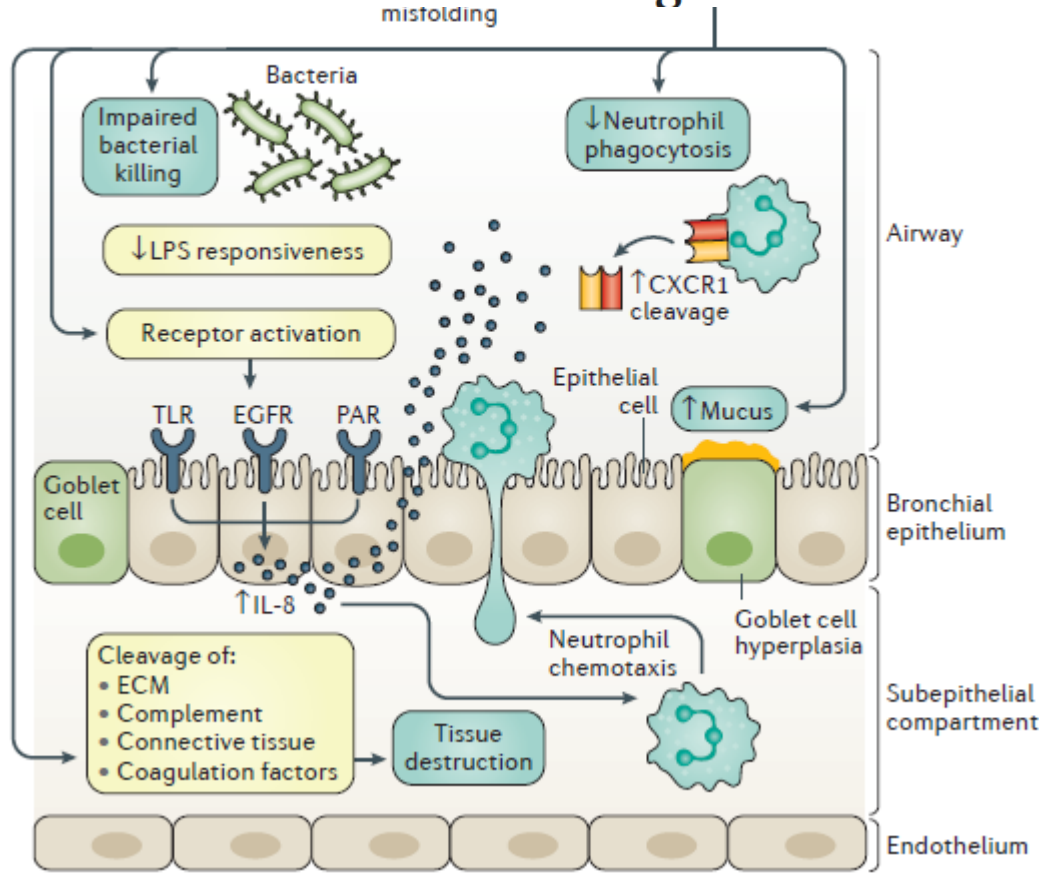 misfolding
g
Bacteria
Impaired
bacterial
killing
↓Neutrophil
phagocytosis
Airway
↓LPS responsiveness
↑CXCR1
cleavage
Receptor activation
Epithelial
cell
↑Mucus
TLR
EGFR
PAR
Goblet
cell
Bronchial
epithelium
↑IL-8
Goblet cell
hyperplasia
Neutrophil
chemotaxis
Cleavage of:
• ECM
• Complement
• Connective tissue
• Coagulation factors
Tissue
destruction
Subepithelial
compartment
Endothelium